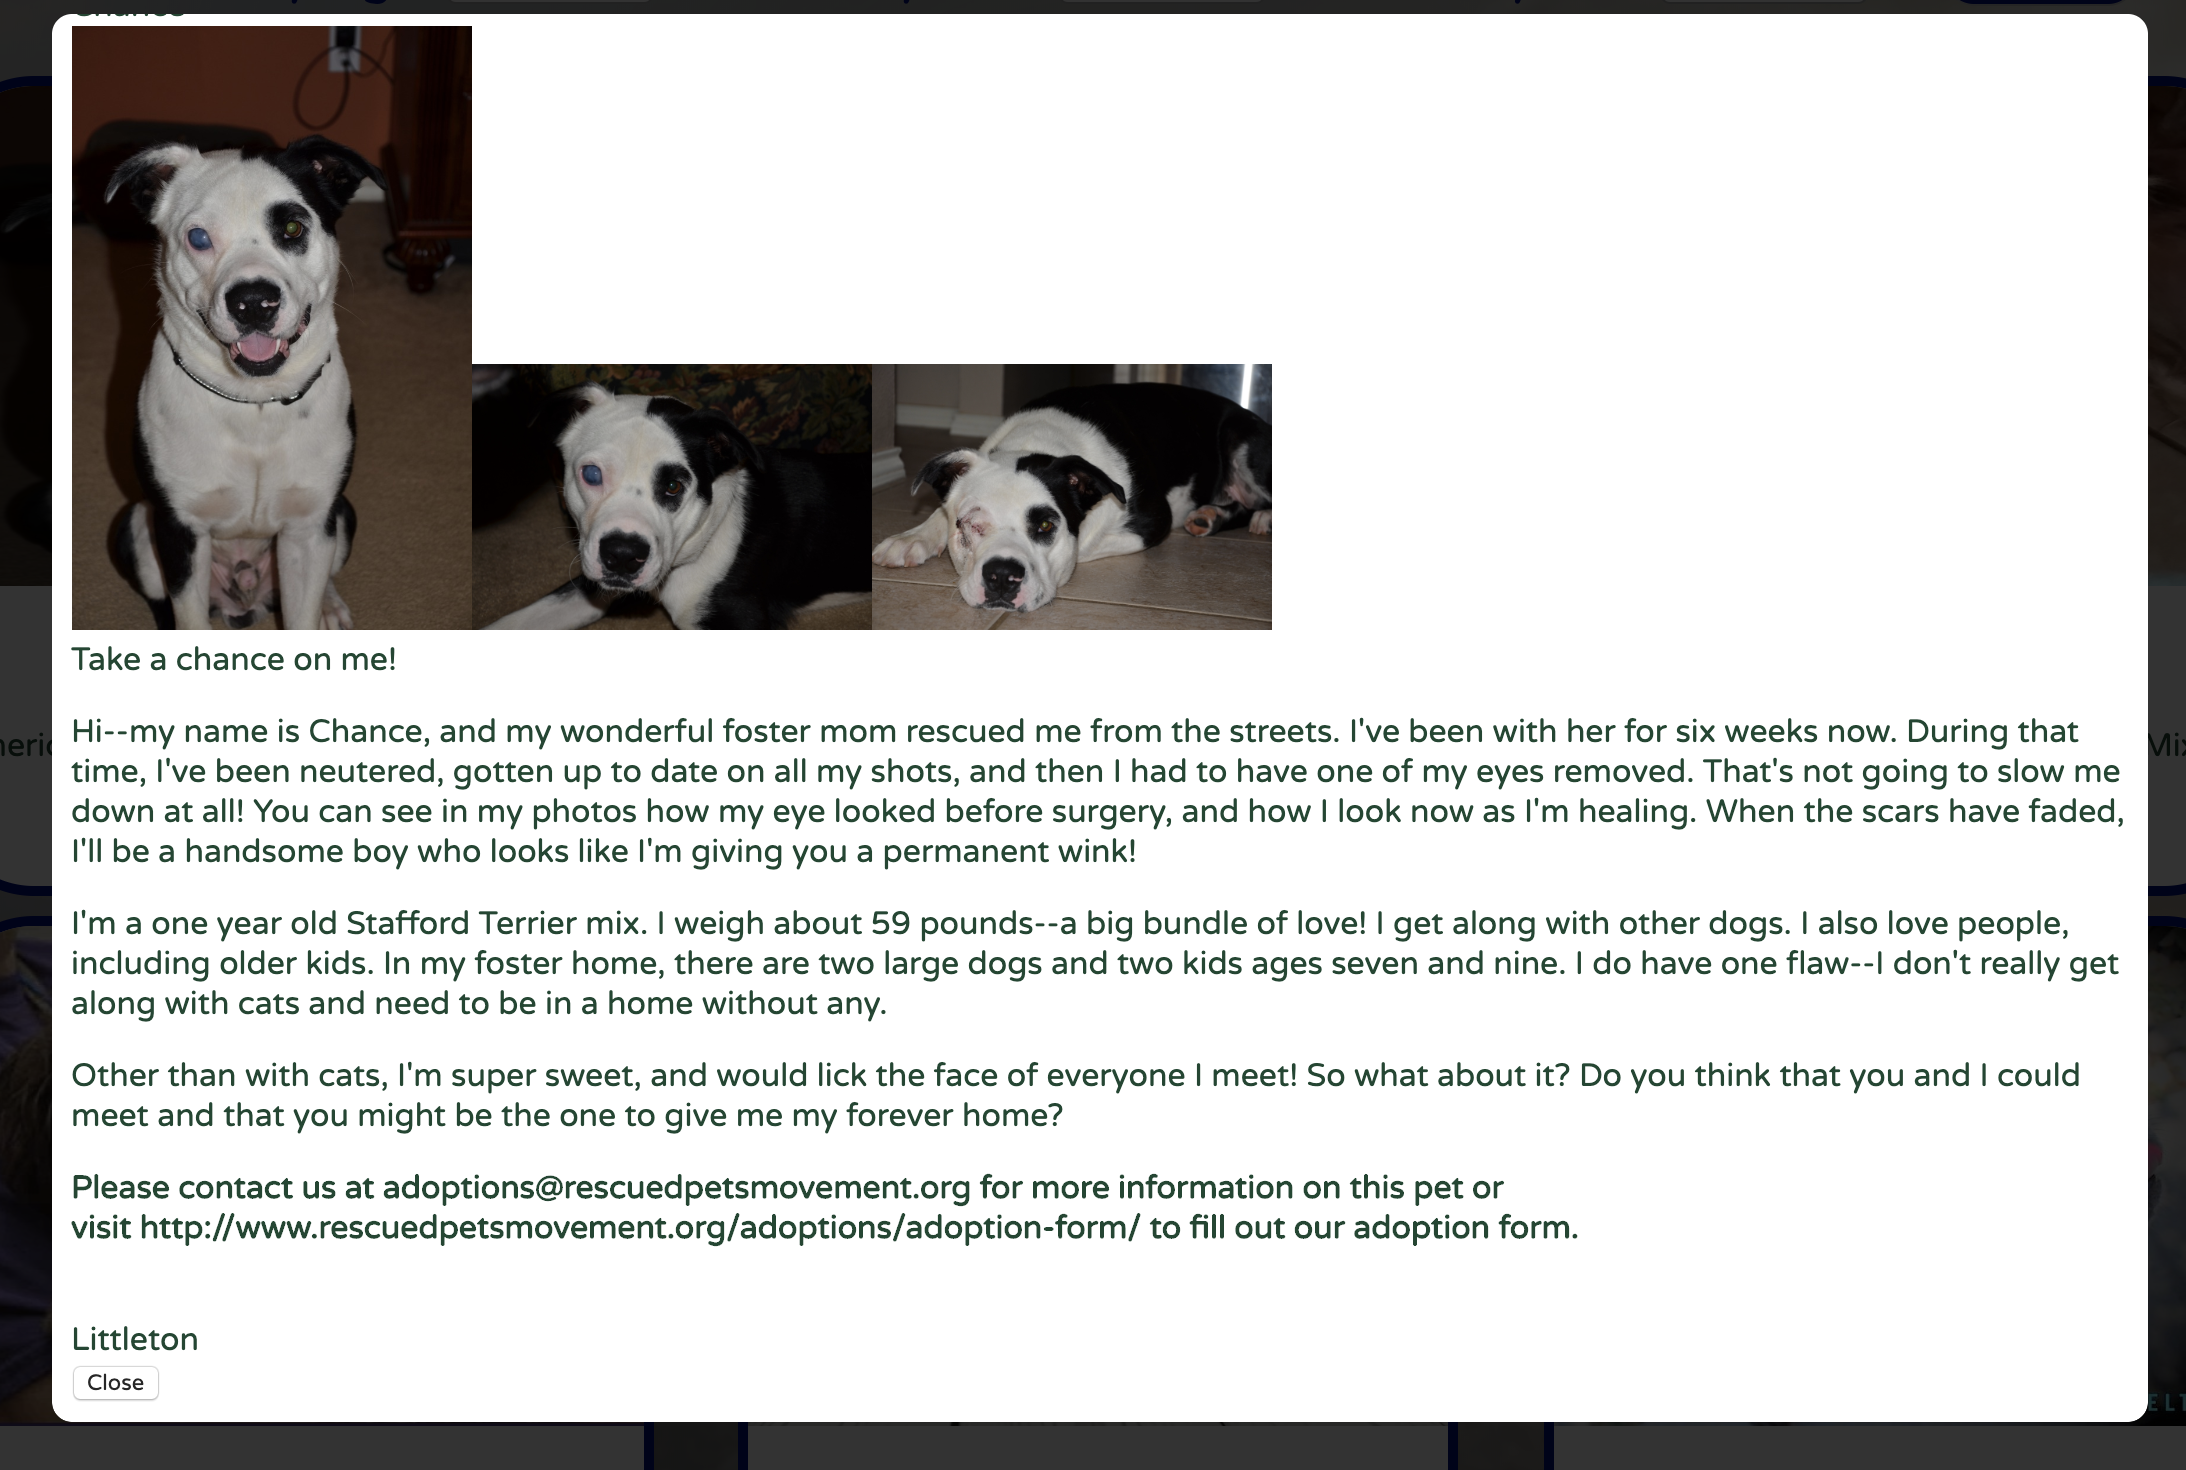 Take a chance on me!
Hi--my name is Chance, and my wonderful foster mom rescued me from the streets. I've been with her for six weeks now. During that
time, I've been neutered, gotten up to date on all my shots, and then I had to have one of my eyes removed. That's not going to slow me
down at all! You can see in my photos how my eye looked before surgery, and how I look now as I'm healing. When the scars have faded,
I'll be a handsome boy who looks like I'm giving you a permanent wink!
I'm a one year old Stafford Terrier mix. I weigh about 59 pounds--a big bundle of love! I get along with other dogs. I also love people,
including older kids. In my foster home, there are two large dogs and two kids ages seven and nine. I do have one flaw--I don't really get
along with cats and need to be in a home without any.
Other than with cats, I'm super sweet, and would lick the face of everyone I meet! So what about it? Do you think that you and I could
meet and that you might be the one to give me my forever home?
Please contact us at adoptions@rescuedpetsmovement.org for more information on this pet or
visit http://www.rescuedpetsmovement.org/adoptions/adoption-form/ to fill out our adoption form.
Littleton
Close